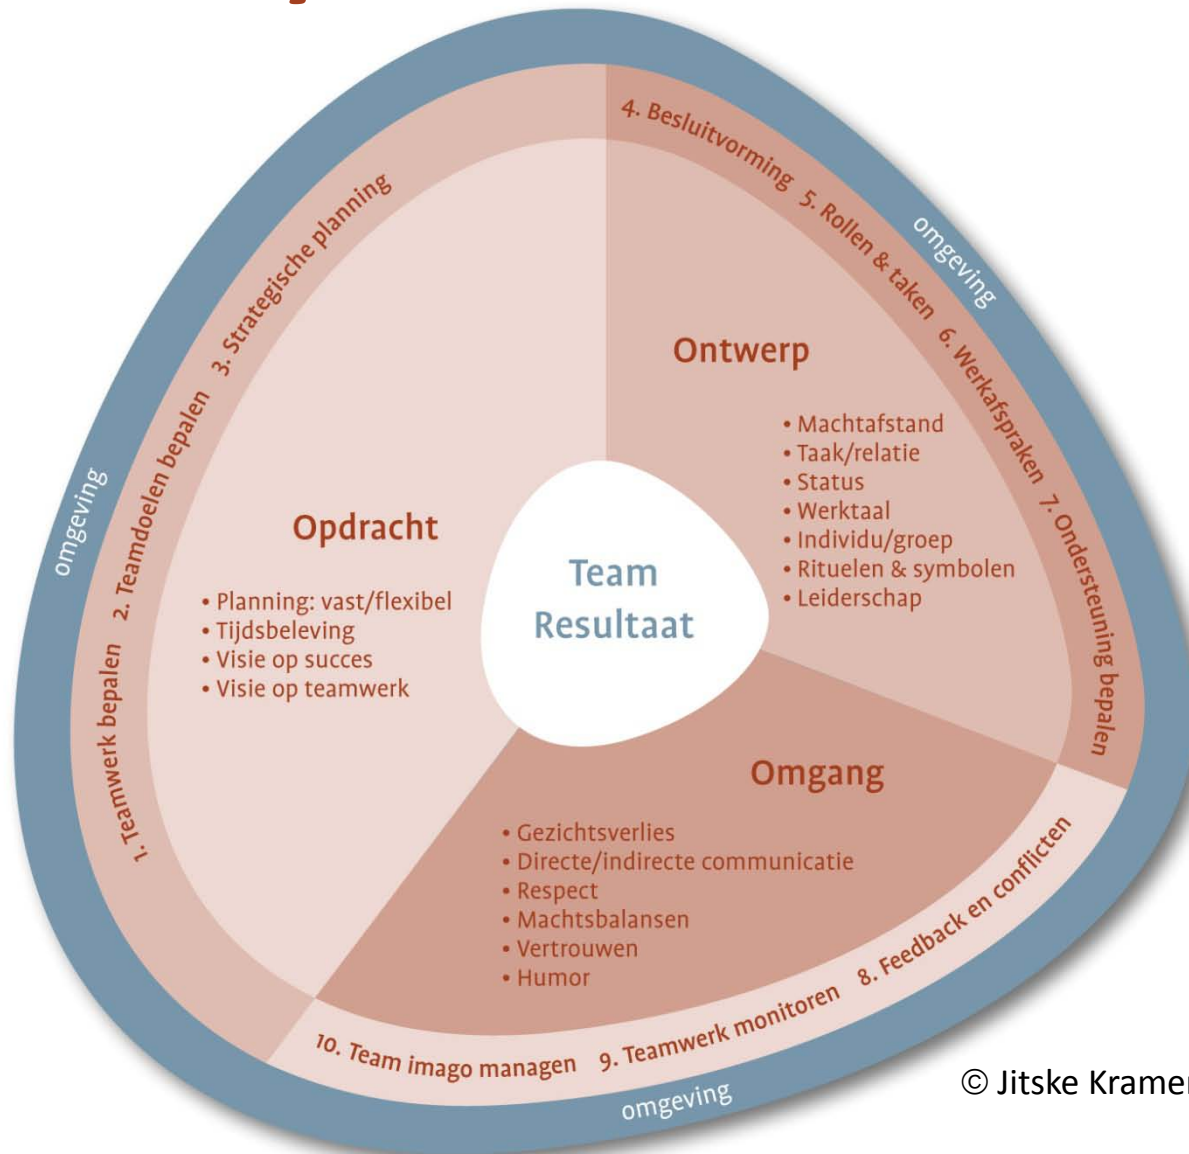 omgeving
1. Teamwerk bepalen 2. Teamdoelen bepalen 3. Strategische planning
4. Besluitvorming 5. Rollen & taken 6. Werkafspraken 7. Ondersteuning bepalen
omgeving
Opdracht
• Planning: vast/flexibel
• Tijdsbeleving
• Visie op succes
• Visie op teamwerk
Ontwerp
• Machtafstand
• Taak/relatie
• Status
• Werktaal
• Individu/groep
• Rituelen & symbolen
• Leiderschap
Team
Resultaat
Omgang
• Gezichtsverlies
• Directe/indirecte communicatie
• Respect
• Machtsbalansen
• Vertrouwen
• Humor
10. Team imago managen 9. Teamwerk monitoren 8. Feedback en conflicten
omgeving
© Jitske Kramer